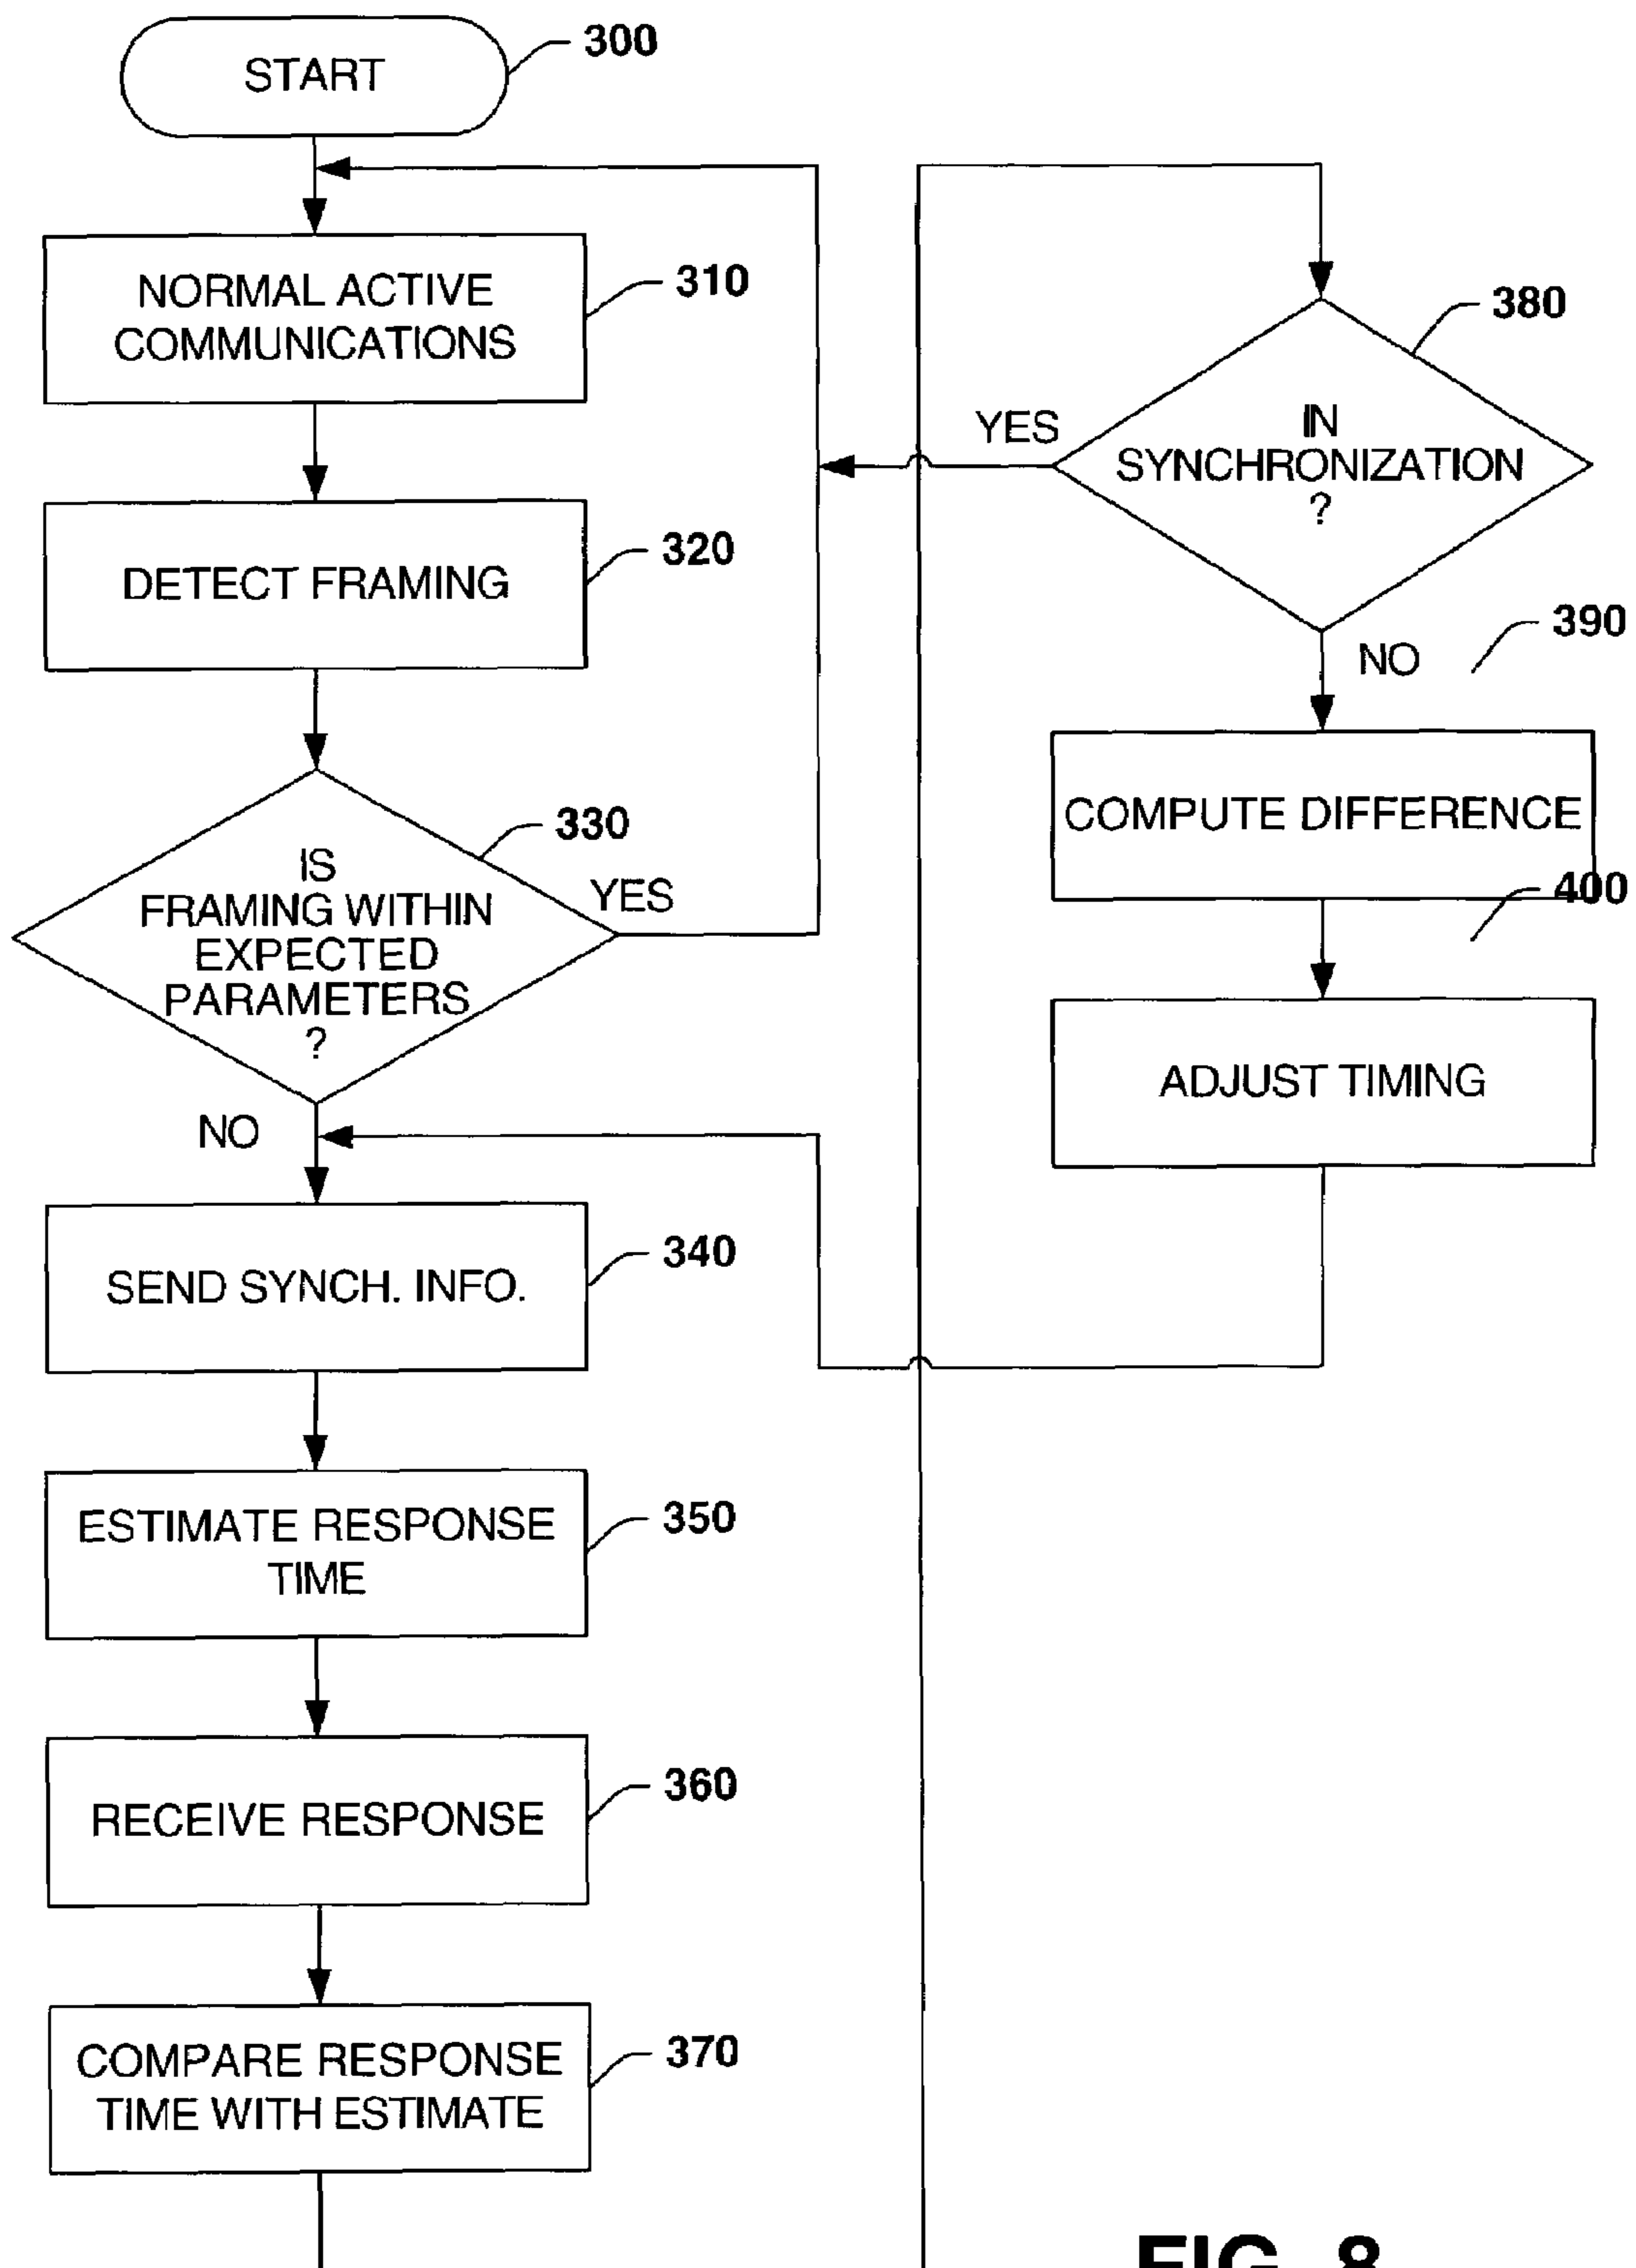 START
300
NORMAL ACTIVE
COMMUNICATIONS
310
DETECT FRAMING
320
IS
FRAMING WITHIN
EXPECTED
PARAMETERS
?
330
YES
NO
SEND SYNCH. INFO.
340
ESTIMATE RESPONSE
TIME
350
RECEIVE RESPONSE
360
COMPARE RESPONSE
TIME WITH ESTIMATE
370
IN
SYNCHRONIZATION
?
380
YES
NO
390
COMPUTE DIFFERENCE
400
ADJUST TIMING
FIG. 8